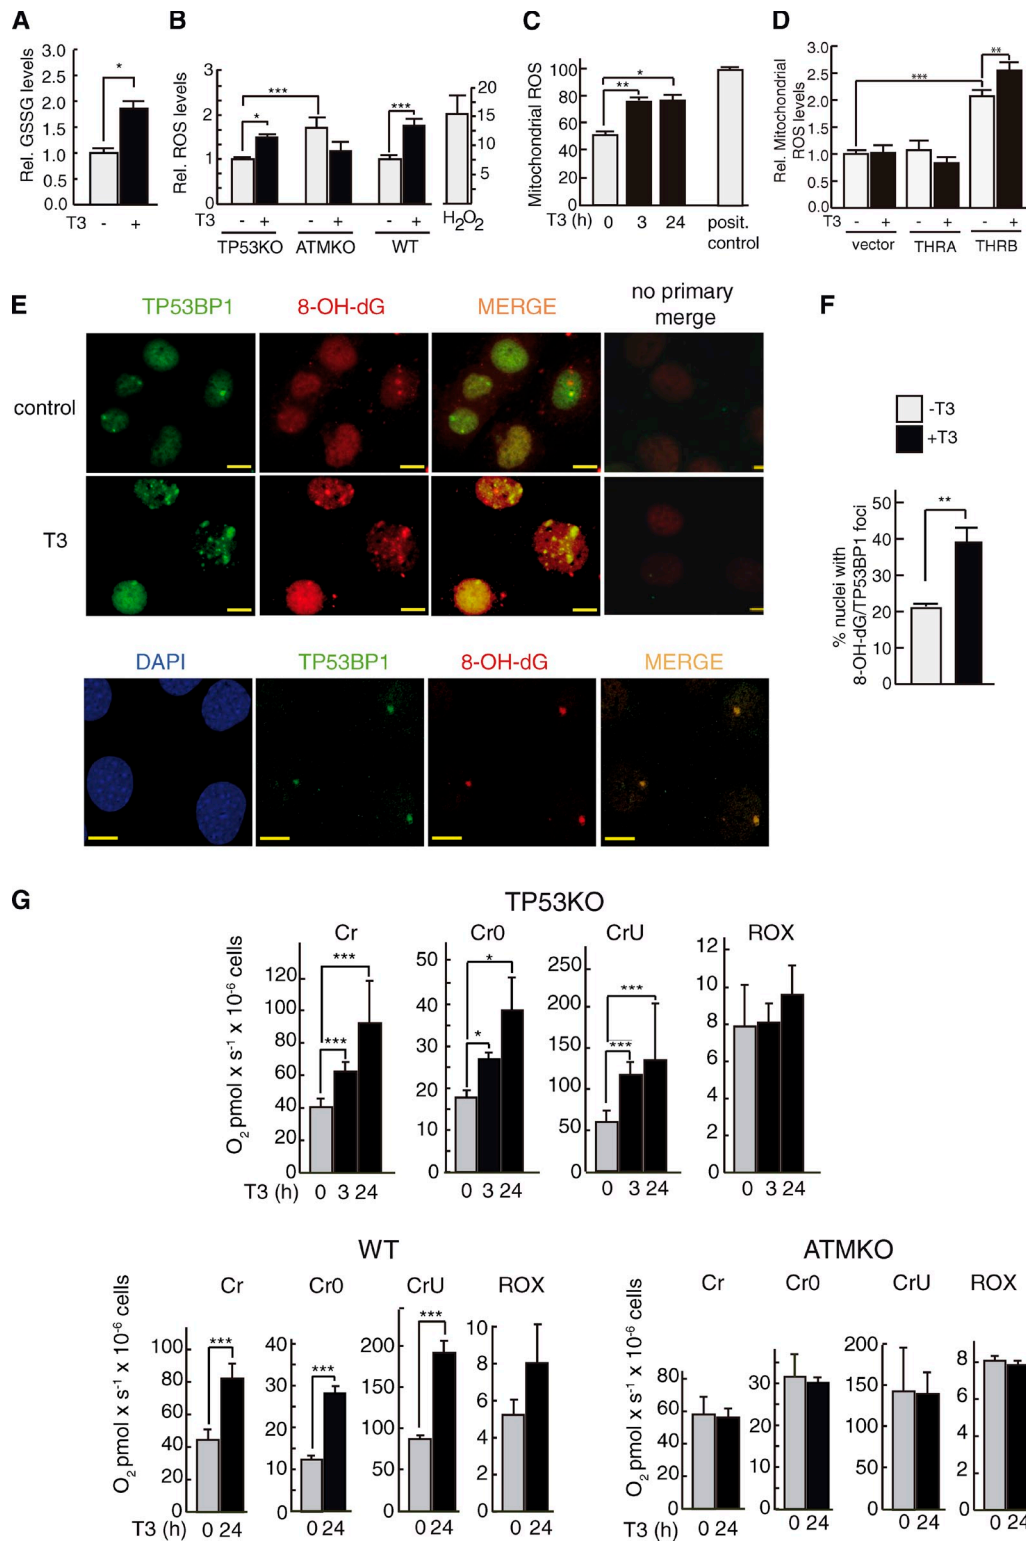 A
B
C
D
Rel. GSSG levels
3.0
2.5
2.0
1.5
1.0
0.5
0.0
*
T3 - +
Rel. ROS levels
3
2
1
*
***
***
T3 - + - + - +
TP53KO ATMKO WT
20
15
10
5
H2O2
Mitochondrial ROS
100
80
60
40
20
0
**
*
T3 (h) 0 3 24
posit.
control
Rel. Mitochondrial
ROS levels
3.0
2.5
2.0
1.5
1.0
0.5
0.0
***
**
T3 - + - + - +
vector THRA THRB
E
TP53BP1 8-OH-dG MERGE no primary
merge
control
T3
DAPI TP53BP1 8-OH-dG MERGE
F
-T3
+T3
% nuclei with
8-OH-dG/TP53BP1 foci
50
40
30
20
10
0
**
G
TP53KO
O2 pmol x s-1 x 10-6 cells
Cr
120
100
80
60
40
20
0
***
***
Cr0
50
40
30
20
10
0
*
*
CrU
250
200
150
100
50
0
***
***
ROX
12
10
8
6
4
2
0
T3 (h) 0 3 24 0 3 24 0 3 24 0 3 24
WT
O2 pmol x s-1 x 10-6 cells
Cr
100
80
60
40
20
0
***
Cr0
40
30
20
10
0
***
CrU
200
150
100
50
0
***
ROX
10
8
6
4
2
0
T3 (h) 0 24 0 24 0 24 0 24
ATMKO
O2 pmol x s-1 x 10-6 cells
Cr
80
60
40
20
0
Cr0
40
30
20
10
0
CrU
200
150
100
50
0
ROX
8
6
4
2
0
T3 (h) 0 24 0 24 0 24 0 24